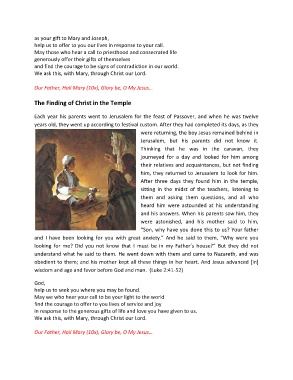 as your gift to Mary and Joseph,
help us to offer to you our lives in response to your call.
May those who hear a call to priesthood and consecrated life
generously offer their gifts of themselves
and find the courage to be signs of contradiction in our world.
We ask this, with Mary, through Christ our Lord.
Our Father, Hail Mary (10x), Glory be, O My Jesus...
The Finding of Christ in the Temple
Each year his parents went to Jerusalem for the feast of Passover, and when he was twelve
years old, they went up according to festival custom. After they had completed its days, as they
were returning, the boy Jesus remained behind in
Jerusalem, but his parents did not know it.
Thinking that he was in the caravan, they
journeyed for a day and looked for him among
their relatives and acquaintances, but not finding
him, they returned to Jerusalem to look for him.
After three days they found him in the temple,
sitting in the midst of the teachers, listening to
them and asking them questions, and all who
heard him were astounded at his understanding
and his answers. When his parents saw him, they
were astonished, and his mother said to him,
"Son, why have you done this to us? Your father
and I have been looking for you with great anxiety." And he said to them, "Why were you
looking for me? Did you not know that I must be in my Father's house?" But they did not
understand what he said to them. He went down with them and came to Nazareth, and was
obedient to them; and his mother kept all these things in her heart. And Jesus advanced [in]
wisdom and age and favor before God and man. (Luke 2:41-52)
God,
help us to seek you where you may be found.
May we who hear your call to be your light to the world
find the courage to offer to you lives of service and joy
in response to the generous gifts of life and love you have given to us.
We ask this, with Mary, through Christ our Lord.
Our Father, Hail Mary (10x), Glory be, O My Jesus...